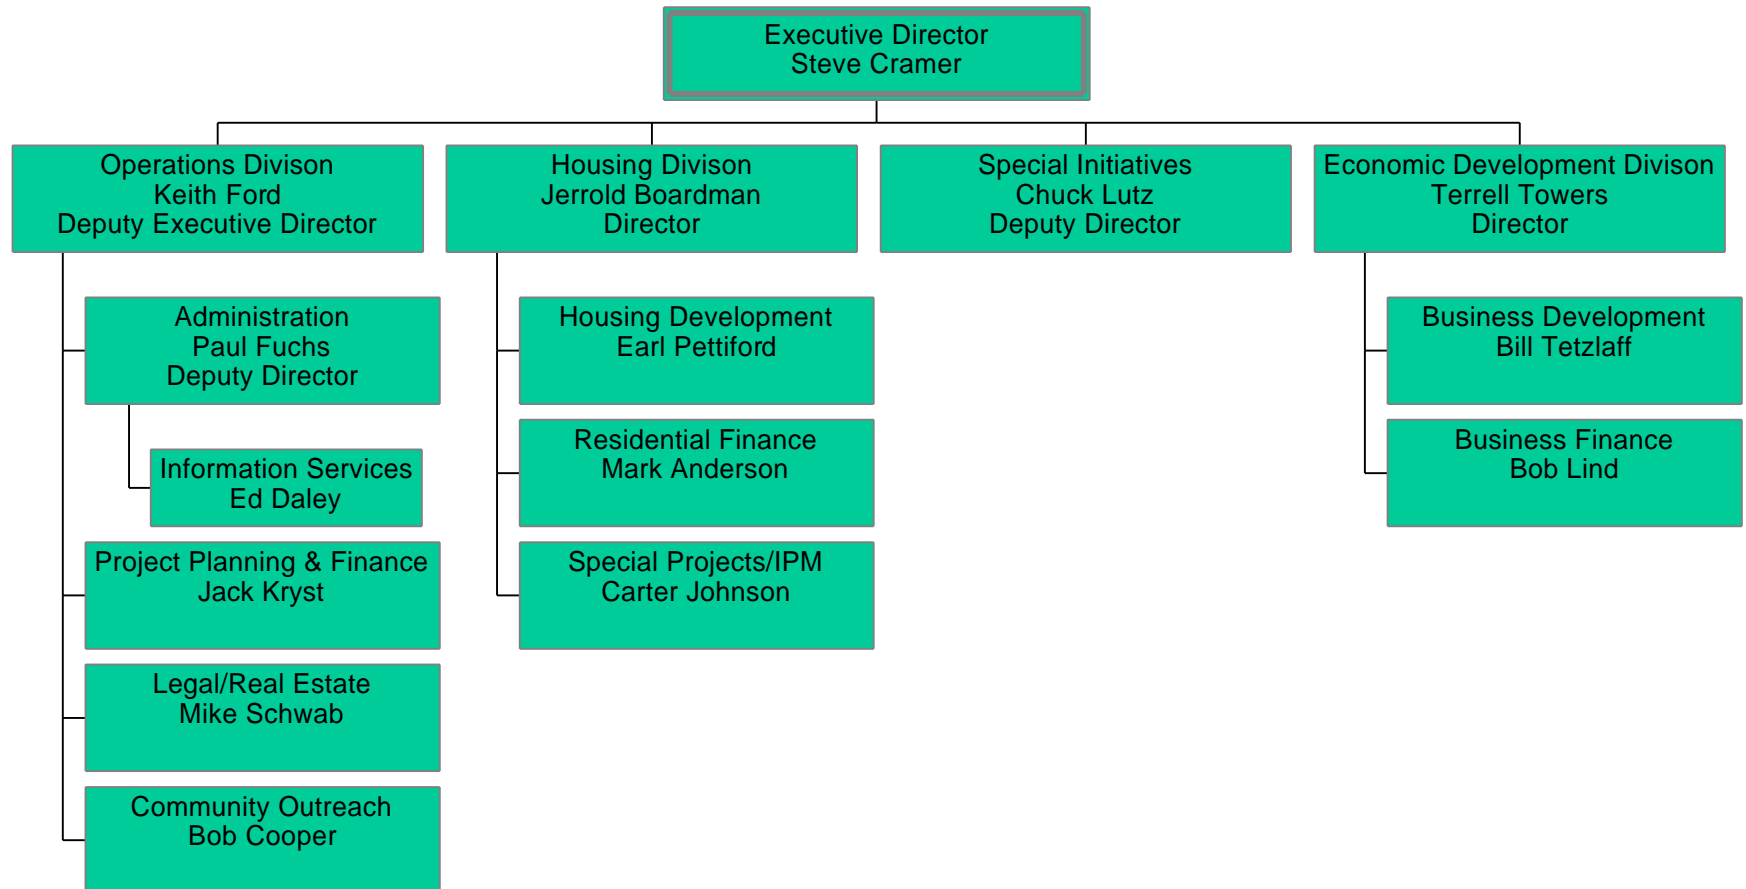 Executive Director
Steve Cramer
Operations Divison
Keith Ford
Deputy Executive Director
Housing Divison
Jerrold Boardman
Director
Special Initiatives
Chuck Lutz
Deputy Director
Economic Development Divison
Terrell Towers
Director
Administration
Paul Fuchs
Deputy Director
Information Services
Ed Daley
Project Planning & Finance
Jack Kryst
Legal/Real Estate
Mike Schwab
Community Outreach
Bob Cooper
Housing Development
Earl Pettiford
Residential Finance
Mark Anderson
Special Projects/IPM
Carter Johnson
Business Development
Bill Tetzlaff
Business Finance
Bob Lind